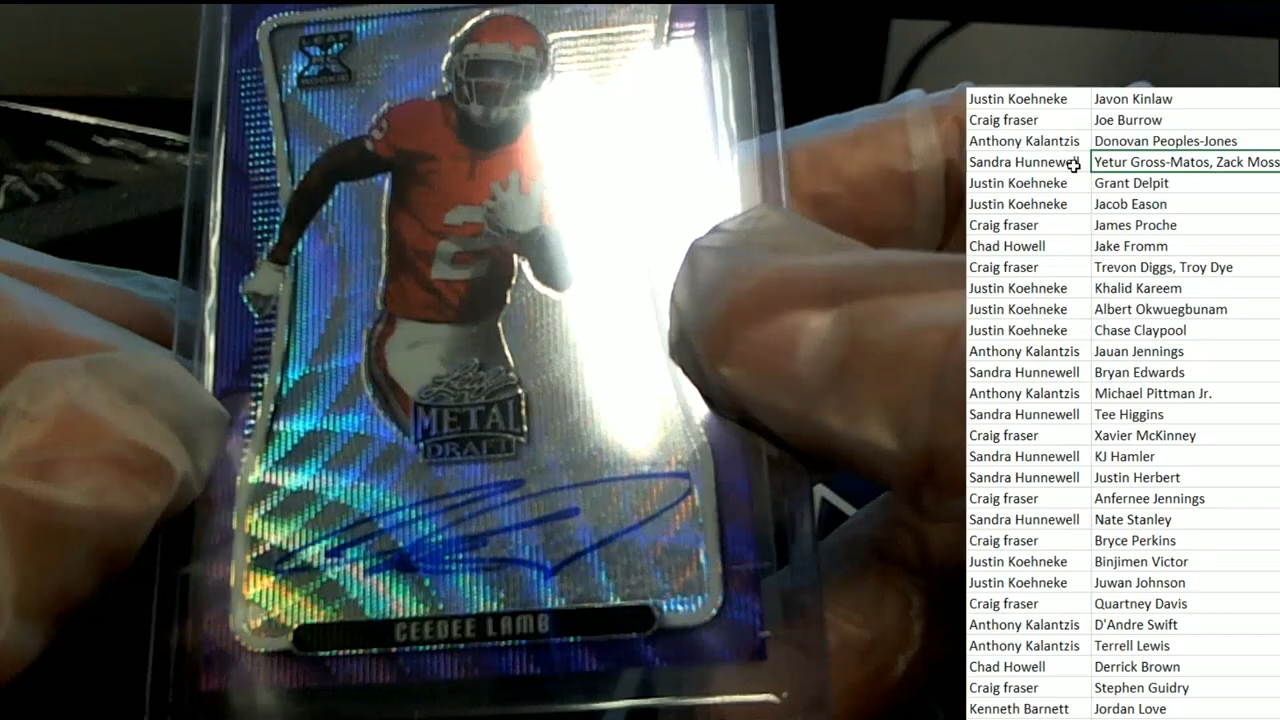 LEAF
2
Leaf
METAL
DRAFT
CEEDEE LAMB
Justin Koehneke Javon Kinlaw
Craig fraser Joe Burrow
Anthony Kalantzis Donovan Peoples-Jones
Sandra Hunnewell Yetur Gross-Matos, Zack Moss
Justin Koehneke Grant Delpit
Justin Koehneke Jacob Eason
Craig fraser James Proche
Chad Howell Jake Fromm
Craig fraser Trevon Diggs, Troy Dye
Justin Koehneke Khalid Kareem
Justin Koehneke Albert Okwuegbunam
Justin Koehneke Chase Claypool
Anthony Kalantzis Jauan Jennings
Sandra Hunnewell Bryan Edwards
Anthony Kalantzis Michael Pittman Jr.
Sandra Hunnewell Tee Higgins
Craig fraser Xavier McKinney
Sandra Hunnewell KJ Hamler
Sandra Hunnewell Justin Herbert
Craig fraser Anfernee Jennings
Sandra Hunnewell Nate Stanley
Craig fraser Bryce Perkins
Justin Koehneke Binjimen Victor
Justin Koehneke Juwan Johnson
Craig fraser Quartney Davis
Anthony Kalantzis D'Andre Swift
Anthony Kalantzis Terrell Lewis
Chad Howell Derrick Brown
Craig fraser Stephen Guidry
Kenneth Barnett Jordan Love